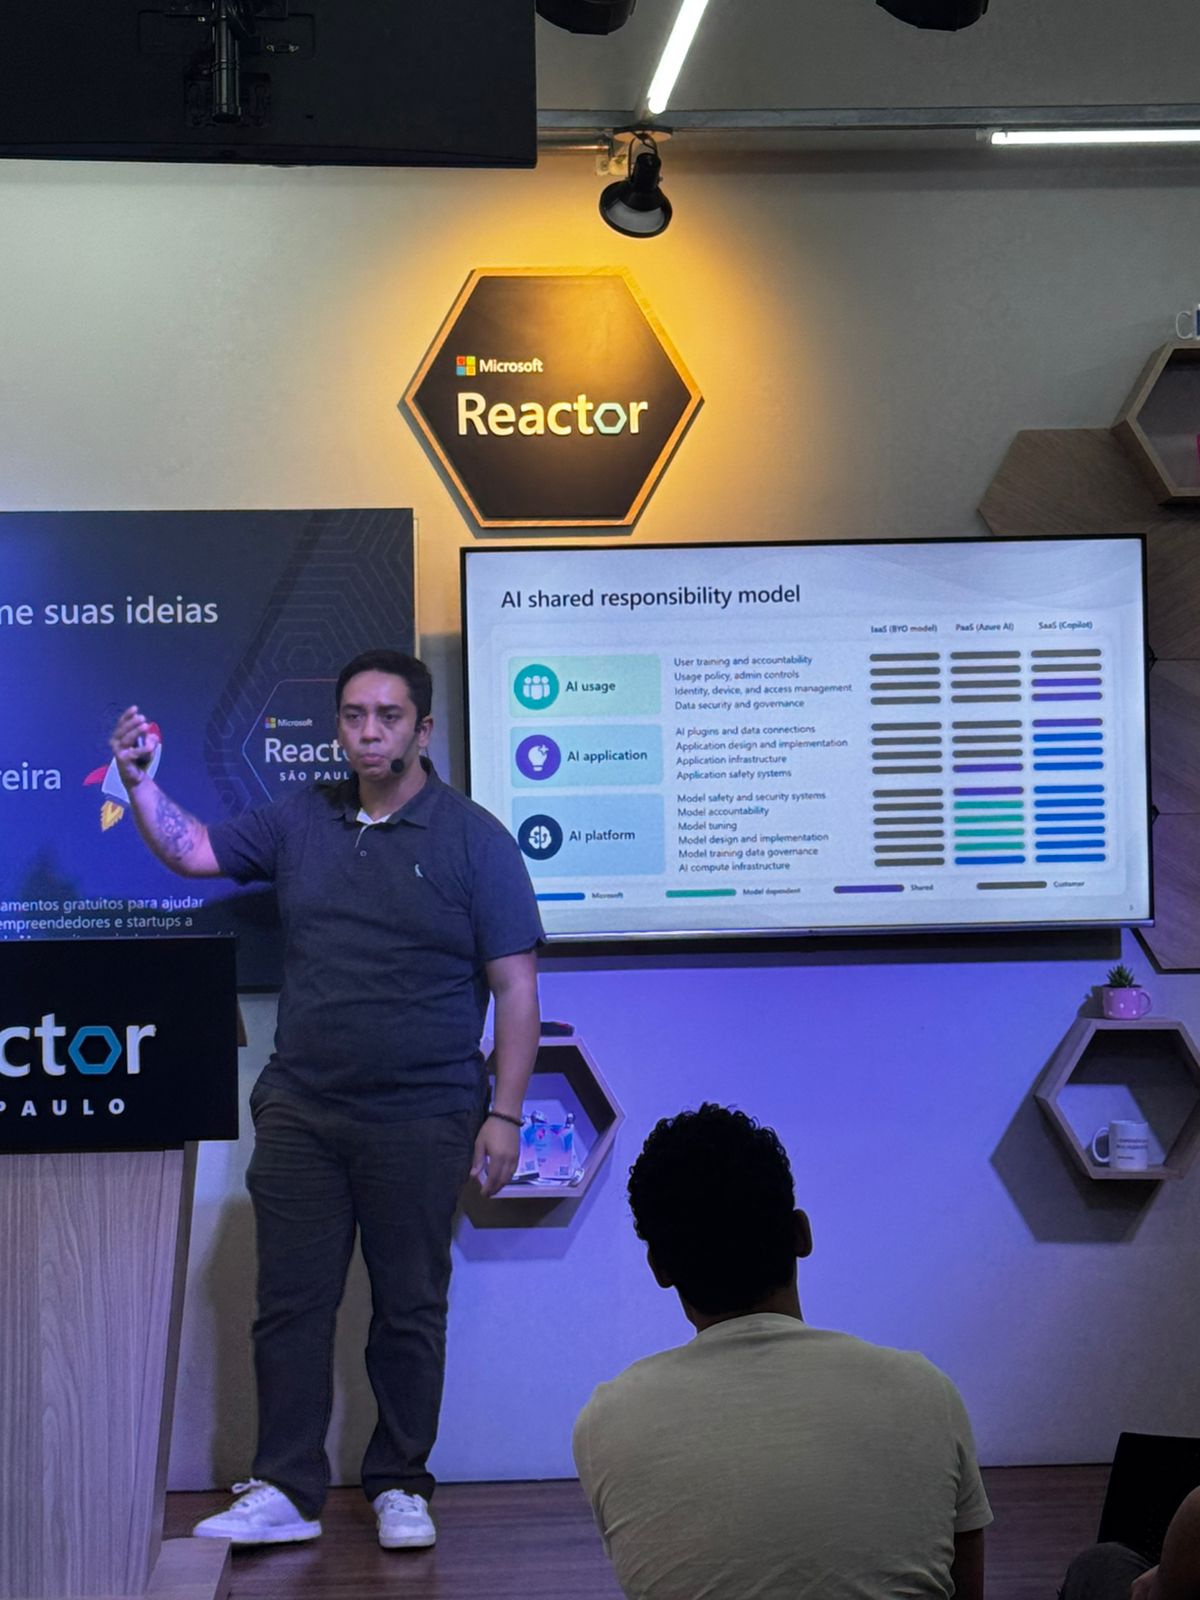 Microsoft
Reactor
me suas ideias
reira
Microsoft
React
SÃO PAUL
amentos gratuitos para ajudar
empreendedores e startups a
ctor
PAULO
AI shared responsibility model
IaaS (BYO model)
PaaS (Azure AI)
SaaS (Copilot)
AI usage
User training and accountability
Usage policy, admin controls
Identity, device, and access management
Data security and governance
AI application
AI plugins and data connections
Application design and implementation
Application infrastructure
Application safety systems
AI platform
Model safety and security systems
Model accountability
Model tuning
Model design and implementation
Model training data governance
AI compute infrastructure
Microsoft
Model dependent
Shared
Customer